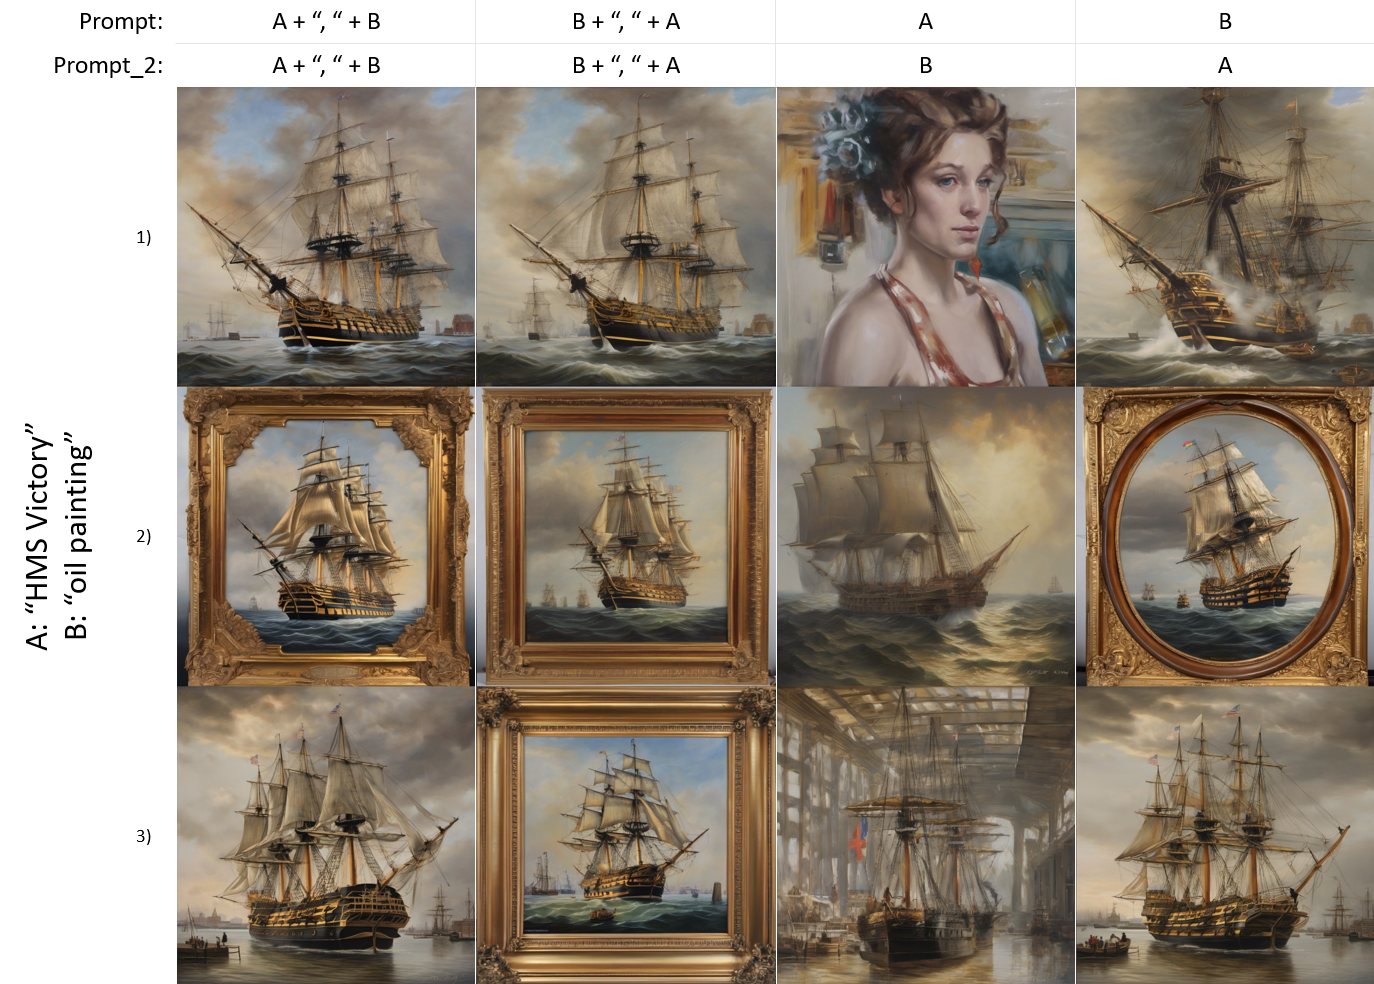 Prompt: A + “, “ + B B + “, “ + A A B
Prompt_2: A + “, “ + B B + “, “ + A B A
1)
A: “HMS Victory”
B: “oil painting”
2)
3)